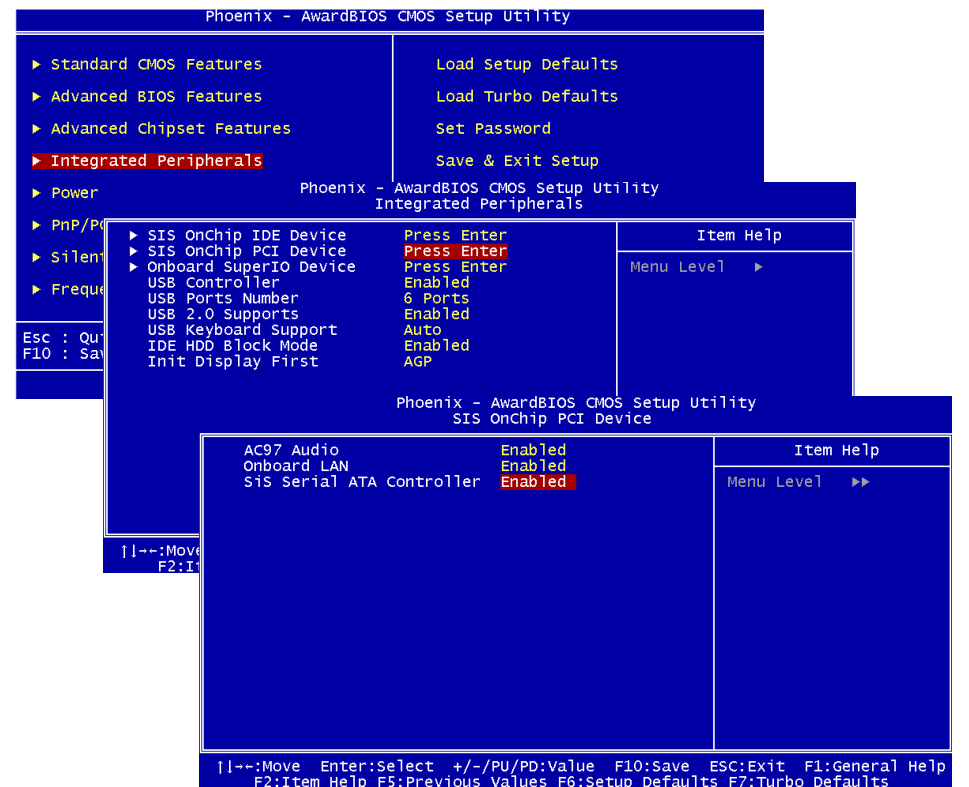 Phoenix - AwardBIOS CMOS Setup Utility
▶ Standard CMOS Features
▶ Advanced BIOS Features
▶ Advanced Chipset Features
▶ Integrated Peripherals
▶ Power
▶ PnP/P
▶ Silen
▶ Freque
Load Setup Defaults
Load Turbo Defaults
Set Password
Save & Exit Setup
Esc : Qu
F10 : Sa
Phoenix - AwardBIOS CMOS Setup Utility
Integrated Peripherals
▶ SIS OnChip IDE Device Press Enter
▶ SIS OnChip PCI Device Press Enter
▶ Onboard SuperIO Device Press Enter
USB Controller Enabled
USB Ports Number 6 Ports
USB 2.0 Supports Enabled
USB Keyboard Support Auto
IDE HDD Block Mode Enabled
Init Display First AGP
Item Help
Menu Level ▶
↑↓→←:Move
F2:I
Phoenix - AwardBIOS CMOS Setup Utility
SIS OnChip PCI Device
AC97 Audio Enabled
Onboard LAN Enabled
SiS Serial ATA Controller Enabled
Item Help
Menu Level ▶▶
↑↓→←:Move Enter:Select +/-/PU/PD:Value F10:Save ESC:Exit F1:General Help
F2:Item Help F5:Previous Values F6:Setup Defaults F7:Turbo Defaults